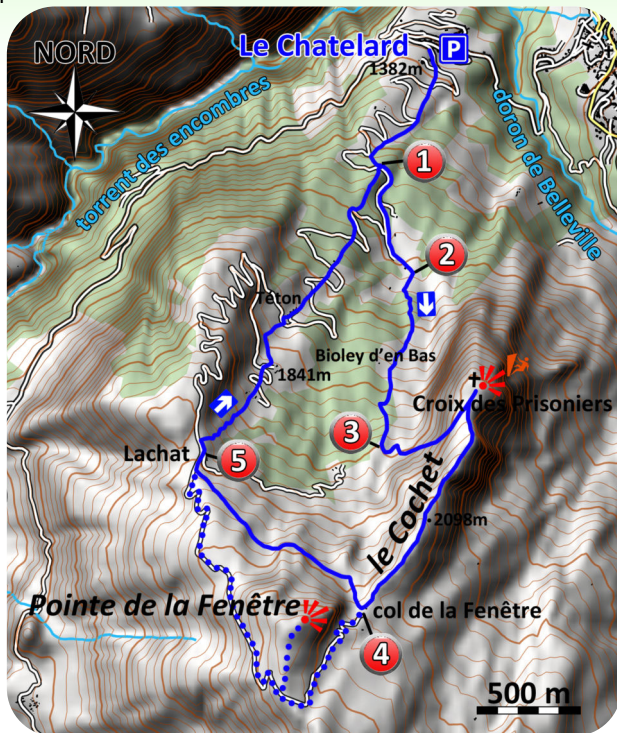 NORD
Le Chatelard P
1382m
torrent des encombres
doron de Belleville
1
2
Téton
Bioley d'en Bas
1841m
Croix des Prisoniers
3
Lachat
5
le Cochet
2098m
Pointe de la Fenêtre
col de la Fenêtre
4
500 m